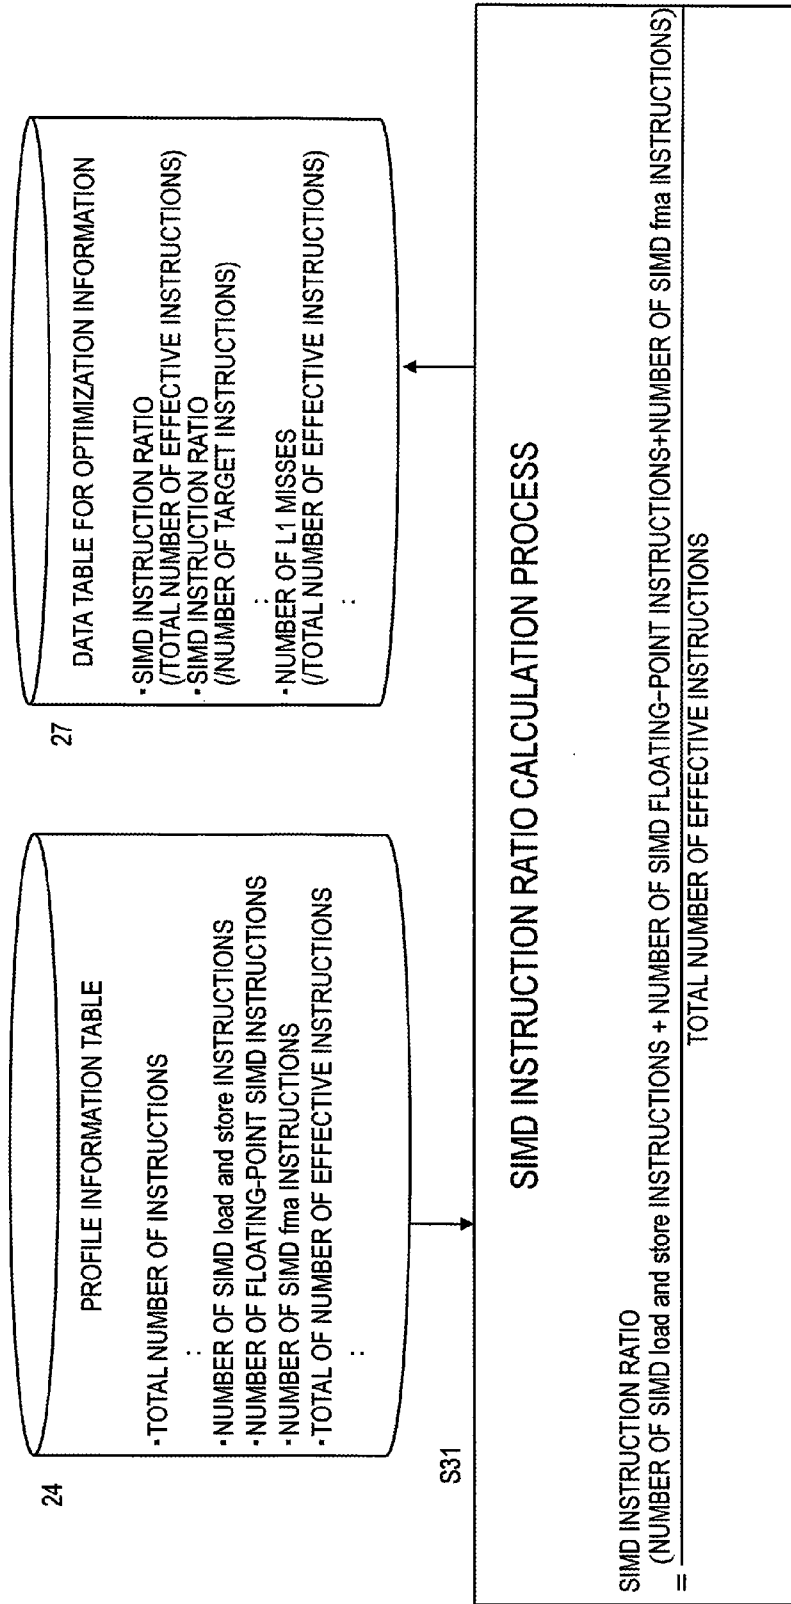 24
PROFILE INFORMATION TABLE
▪TOTAL NUMBER OF INSTRUCTIONS
:
▪NUMBER OF SIMD load and store INSTRUCTIONS
▪NUMBER OF FLOATING-POINT SIMD INSTRUCTIONS
▪NUMBER OF SIMD fma INSTRUCTIONS
▪TOTAL OF NUMBER OF EFFECTIVE INSTRUCTIONS
:
27
DATA TABLE FOR OPTIMIZATION INFORMATION
▪SIMD INSTRUCTION RATIO
(/TOTAL NUMBER OF EFFECTIVE INSTRUCTIONS)
▪SIMD INSTRUCTION RATIO
(/NUMBER OF TARGET INSTRUCTIONS)
:
▪NUMBER OF L1 MISSES
(/TOTAL NUMBER OF EFFECTIVE INSTRUCTION)
:
S31
SIMD INSTRUCTION RATIO CALCULATION PROCESS
SIMD INSTRUCTION RATIO
(NUMBER OF SIMD load and store INSTRUCTIONS + NUMBER OF SIMD FLOATING-POINT INSTRUCTIONS+NUMBER OF SIMD fma INSTRUCTIONS)
=
TOTAL NUMBER OF EFFECTIVE INSTRUCTIONS